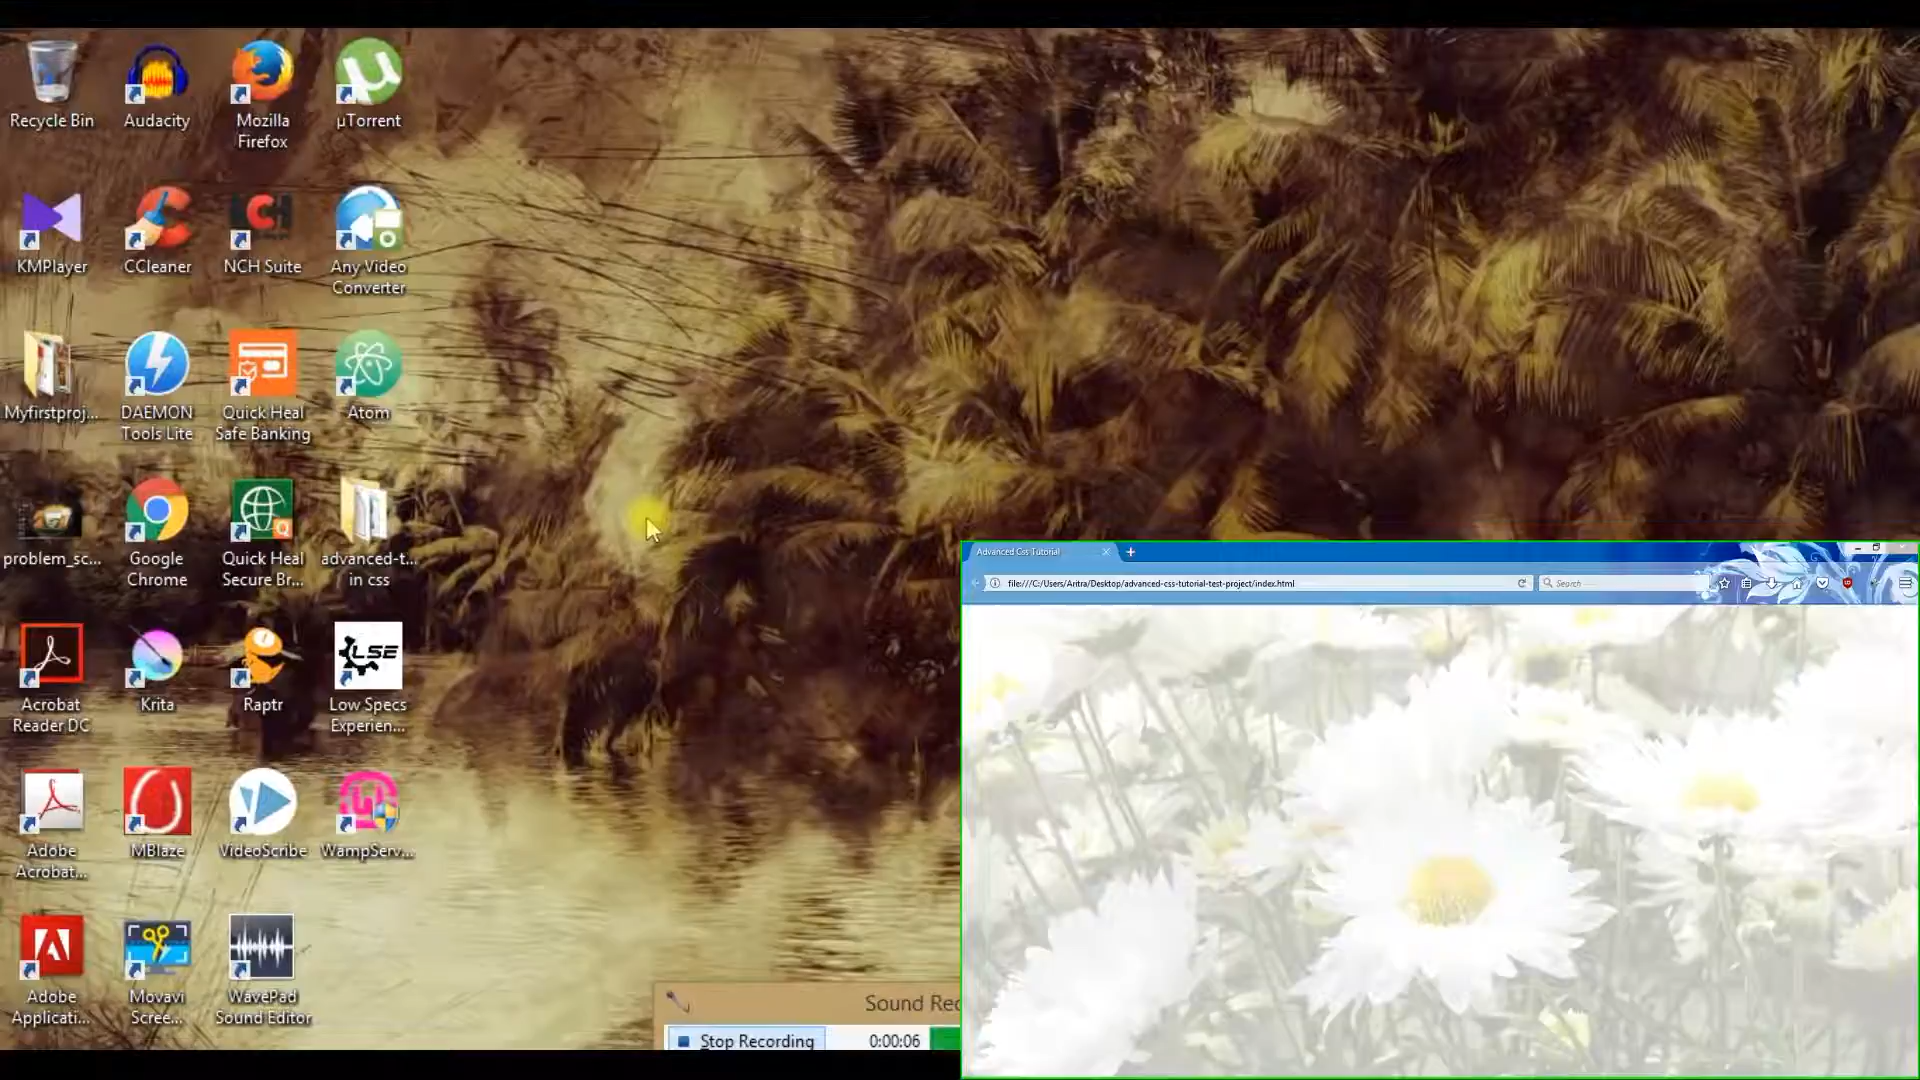 Recycle Bin
Audacity
Mozilla
Firefox
µTorrent
KMPlayer
CCleaner
NCH Suite
Any Video
Converter
Myfirstproj...
DAEMON
Tools Lite
Quick Heal
Safe Banking
Atom
problem_sc...
Google
Chrome
Quick Heal
Secure Br...
advanced-t...
in css
Acrobat
Reader DC
Krita
Raptr
LSE
Low Specs
Experien...
Adobe
Acrobat...
MBlaze
VideoScribe
WampServ...
Adobe
Applicati...
Movavi
Scree...
WavePad
Sound Editor
Sound Rec
Stop Recording
0:00:06
Advanced Css Tutorial
file:///C:/Users/Aritra/Desktop/advanced-css-tutorial-test-project/index.html
Search